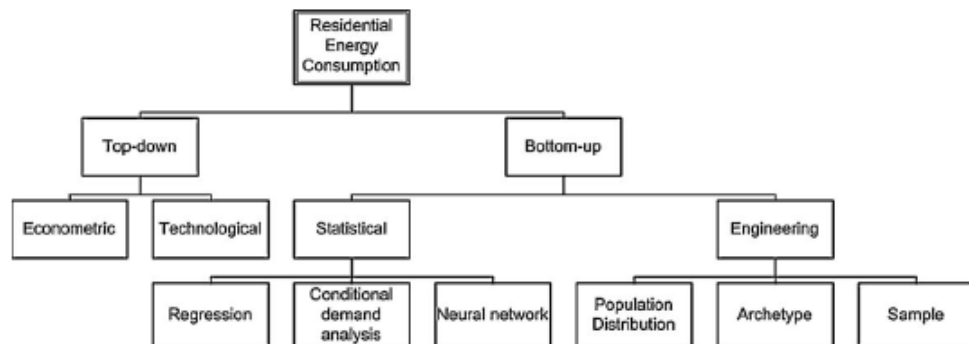 Residential
Energy
Consumption
Top-down
Bottom-up
Econometric
Technological
Statistical
Engineering
Regression
Conditional
demand
analysis
Neural network
Population
Distribution
Archetype
Sample